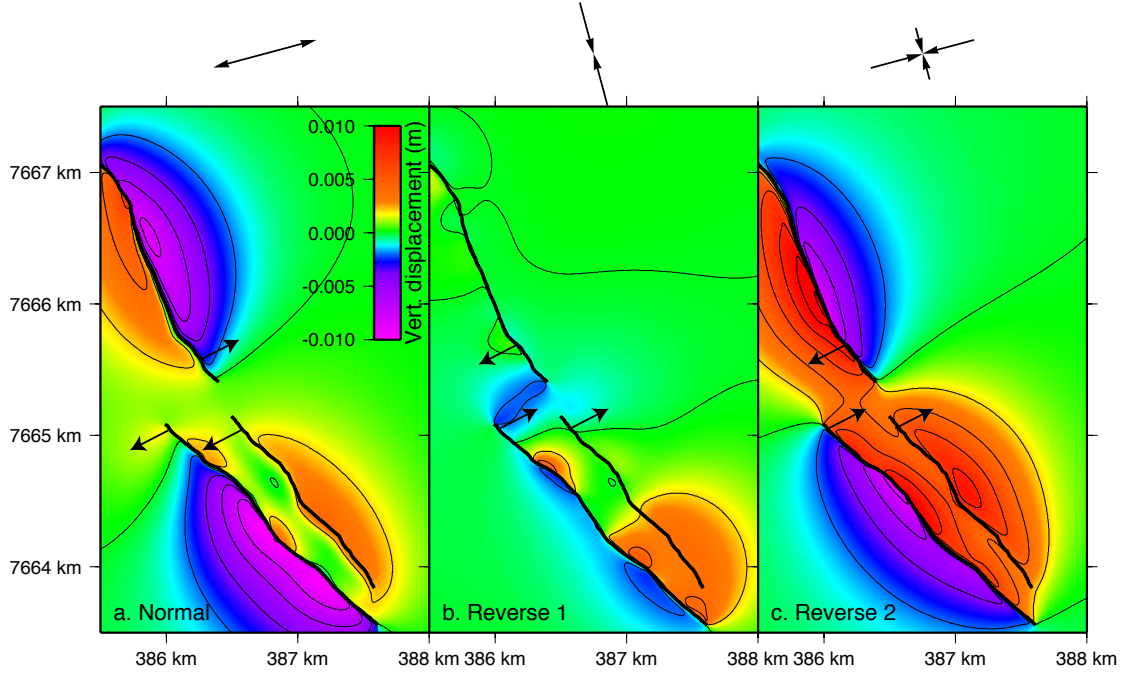 0.010
0.005
0.000
-0.005
-0.010
Vert. displacement (m)
7667 km
7666 km
7665 km
7664 km
a. Normal
b. Reverse 1
c. Reverse 2
386 km
387 km
388 km
386 km
387 km
388 km
386 km
387 km
388 km